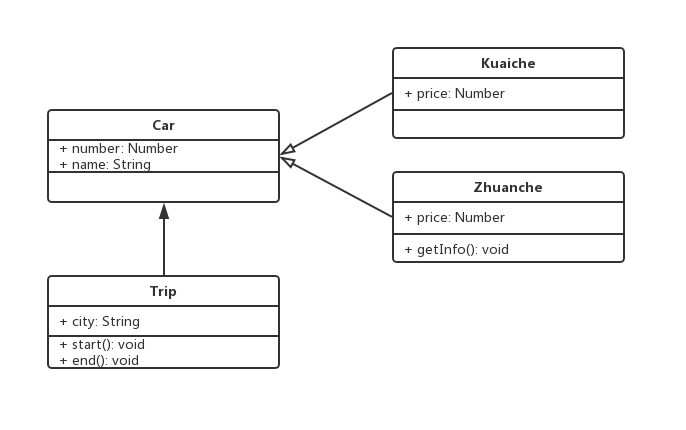 Car
+ number: Number
+ name: String
Trip
+ city: String
+ start(): void
+ end(): void
Kuaiche
+ price: Number
Zhuanche
+ price: Number
+ getInfo(): void